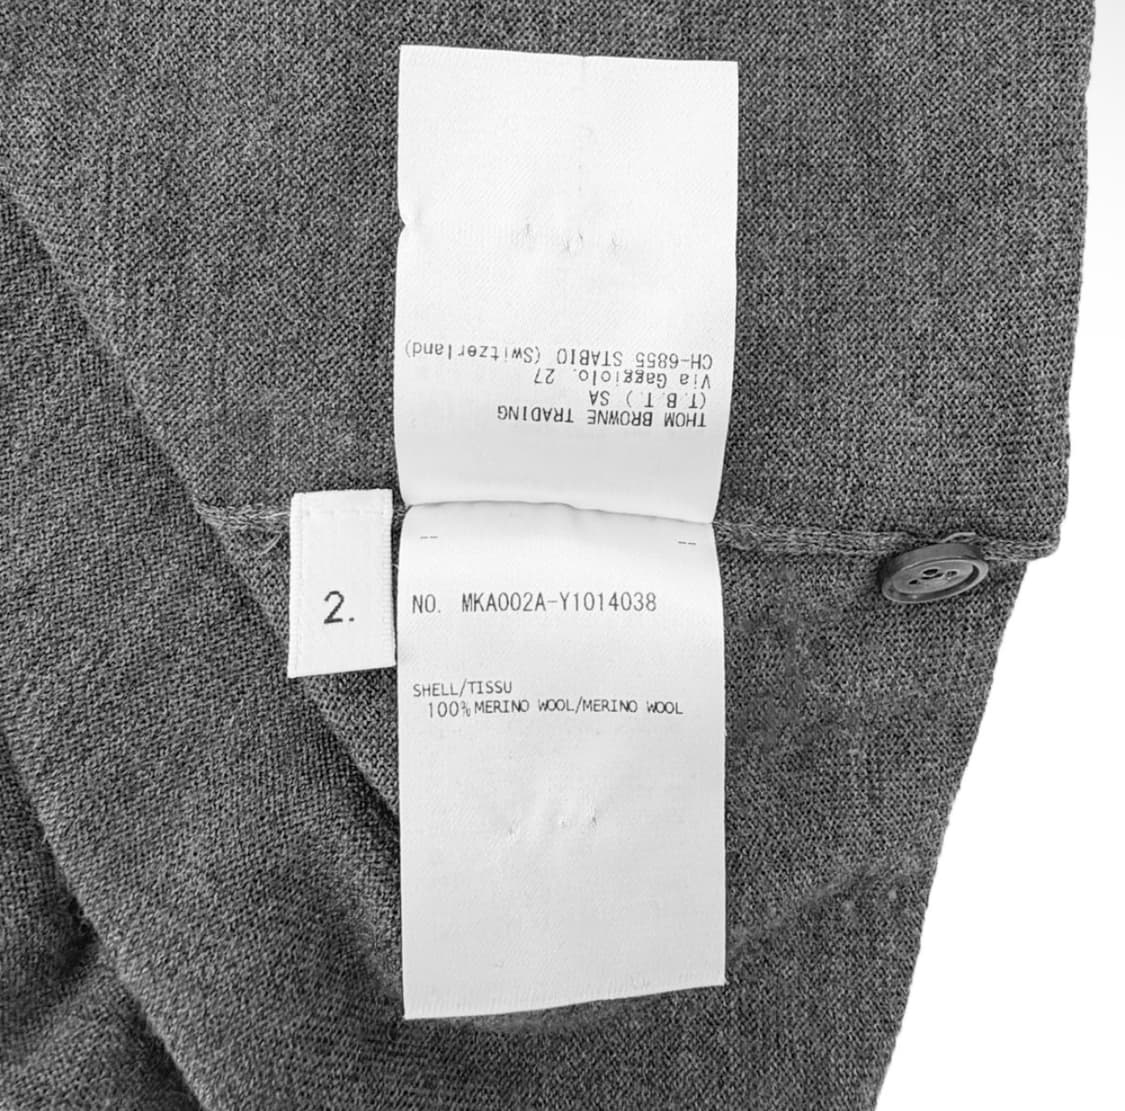 THOM BROWNE TRADING
(T.B.T.) SA
Via Gaggiolo. 27
CH-6855 STABIO (Switzerland)
2.
NO. MKA002A-Y1014038
SHELL/TISSU
100% MERINO WOOL/MERINO WOOL